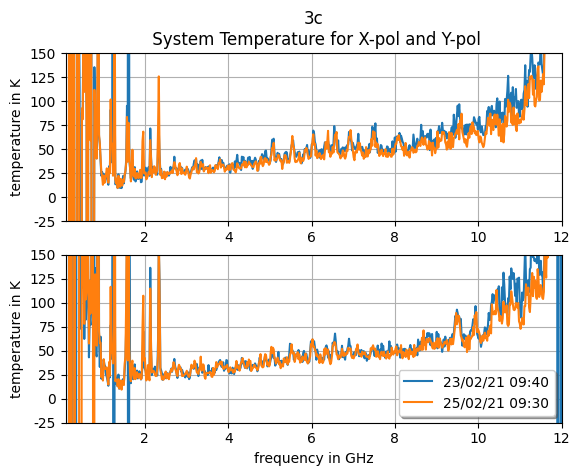 3c
System Temperature for X-pol and Y-pol
temperature in K
150
125
100
75
50
25
0
-25
2 4 6 8 10 12
temperature in K
150
125
100
75
50
25
0
-25
23/02/21 09:40
25/02/21 09:30
2 4 6 8 10 12
frequency in GHz